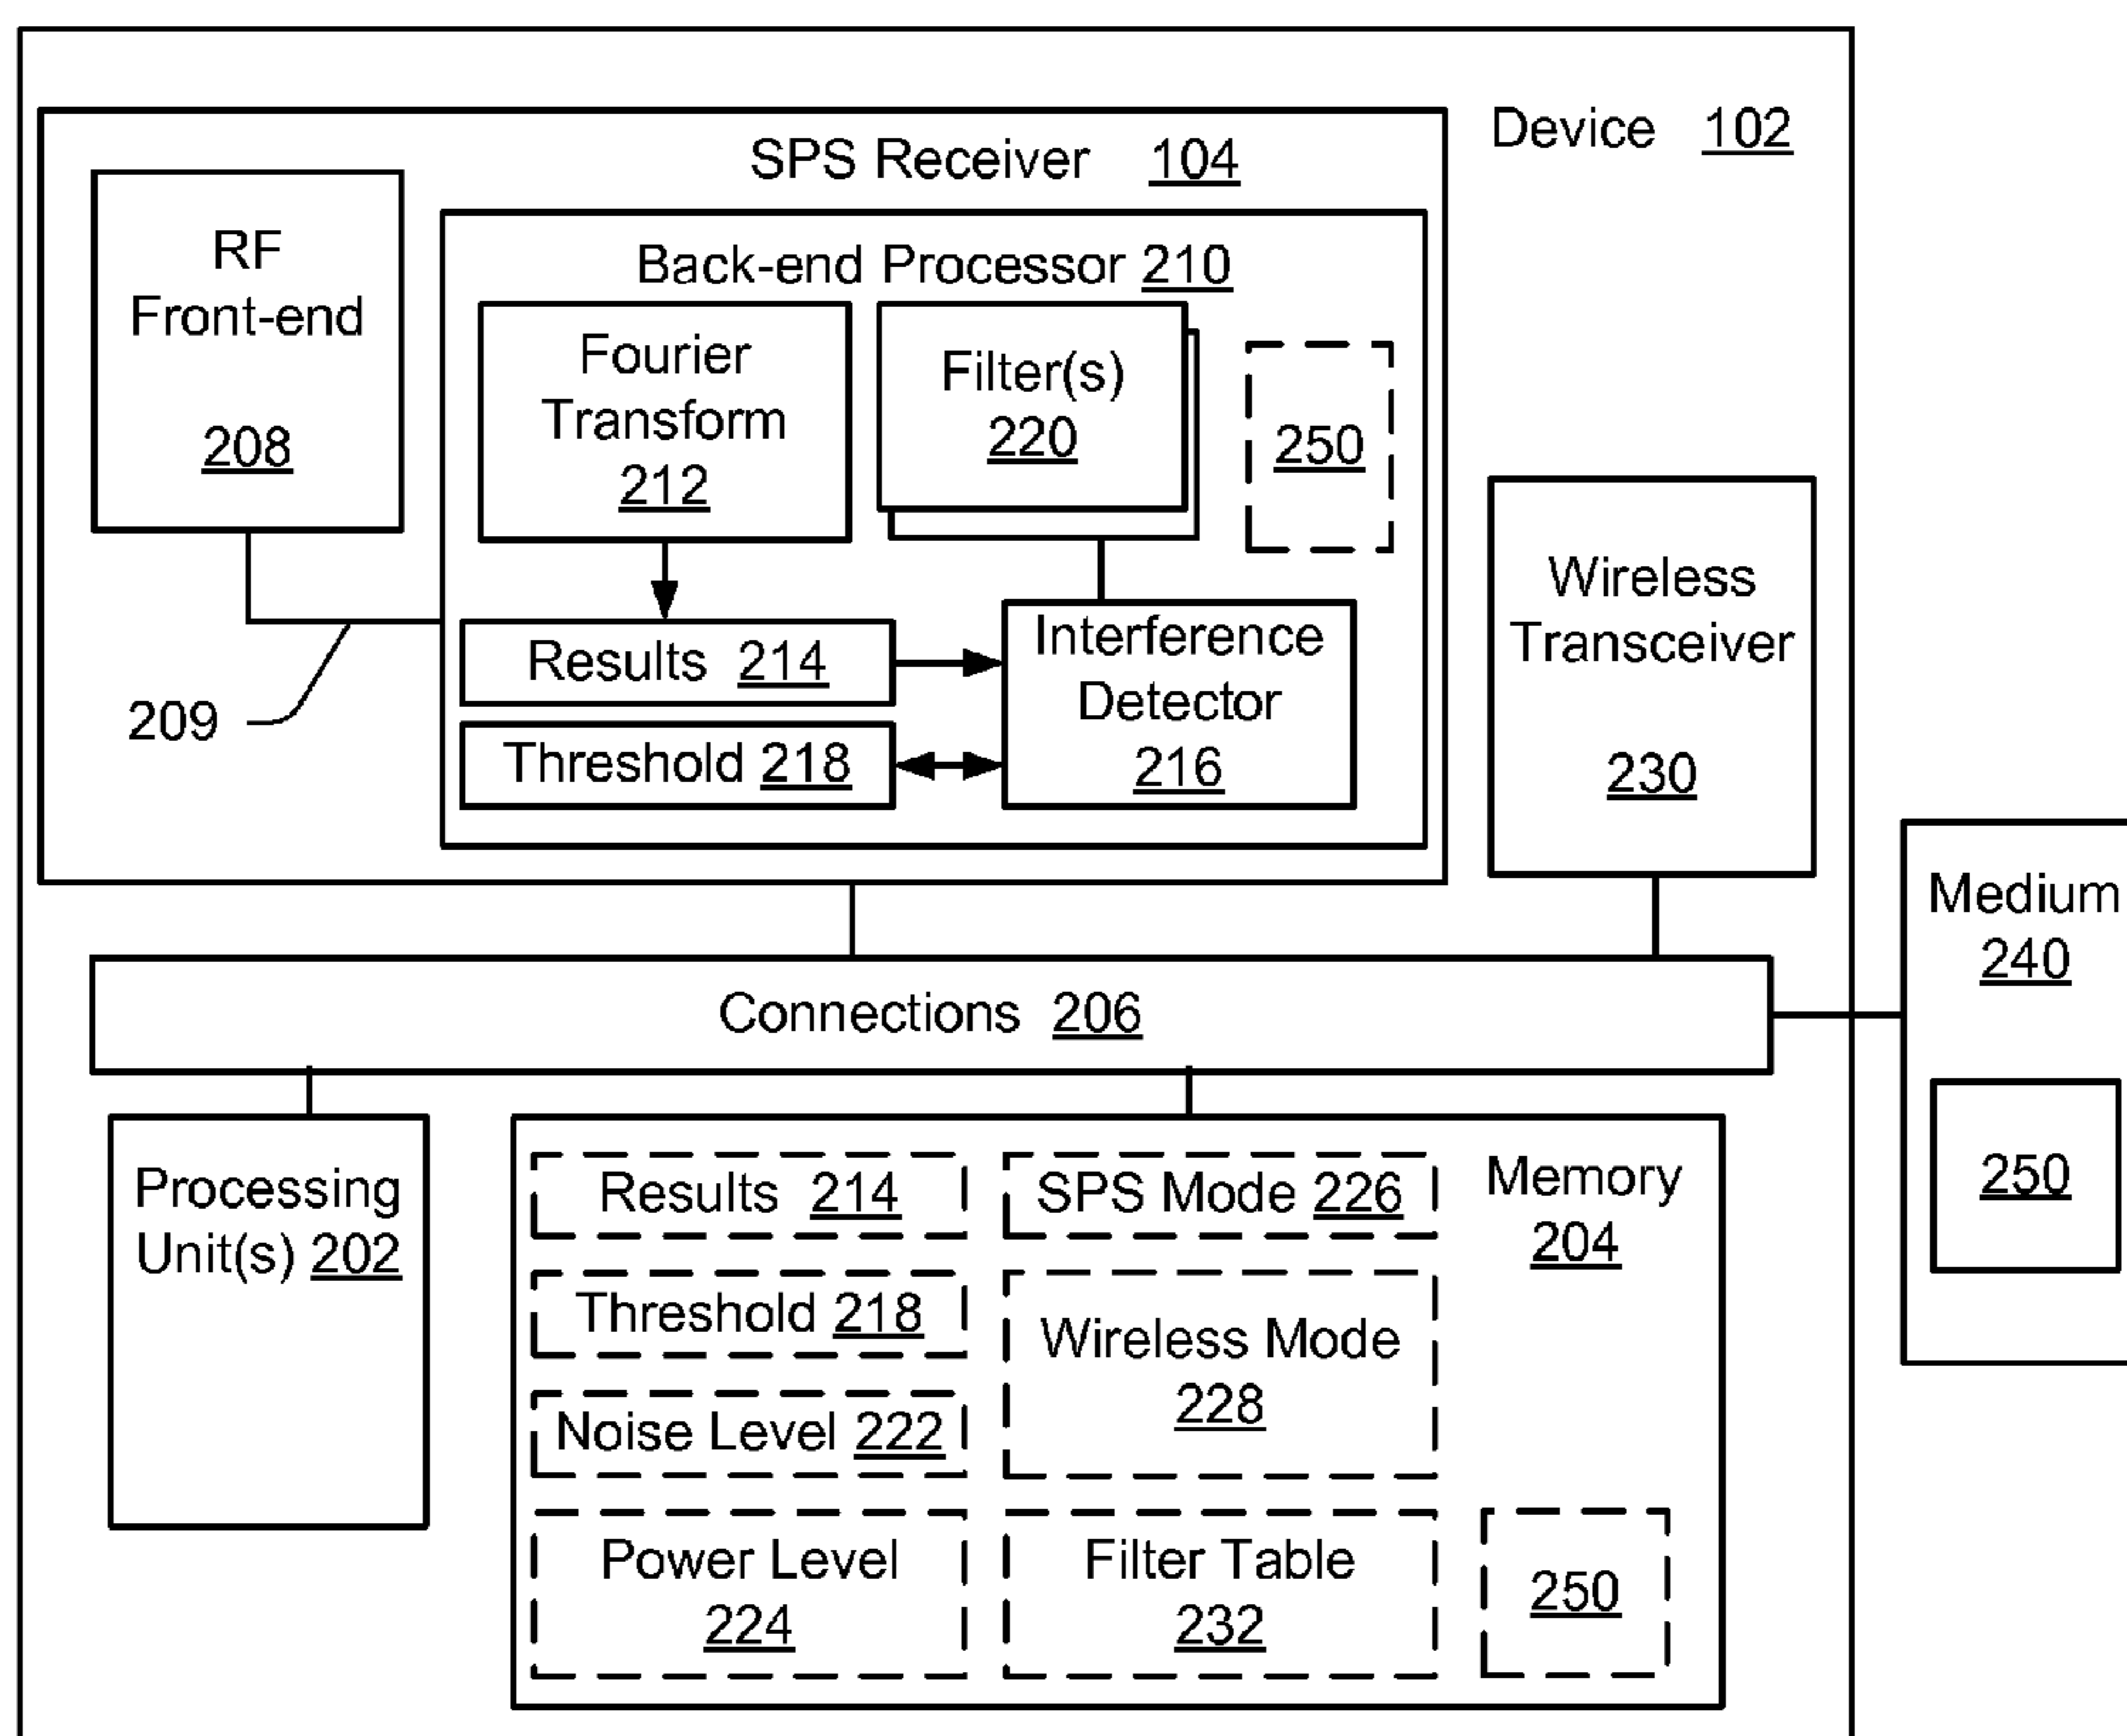 Device 102
SPS Receiver 104
RF
Front-end
208
Back-end Processor 210
Fourier
Transform
212
Filter(s)
220
250
Results 214
Threshold 218
Interference
Detector
216
209
Wireless
Transceiver
230
Medium
240
250
Connections 206
Processing
Unit(s) 202
Memory
204
Results 214
SPS Mode 226
Threshold 218
Wireless Mode
228
Noise Level 222
Power Level
224
Filter Table
232
250